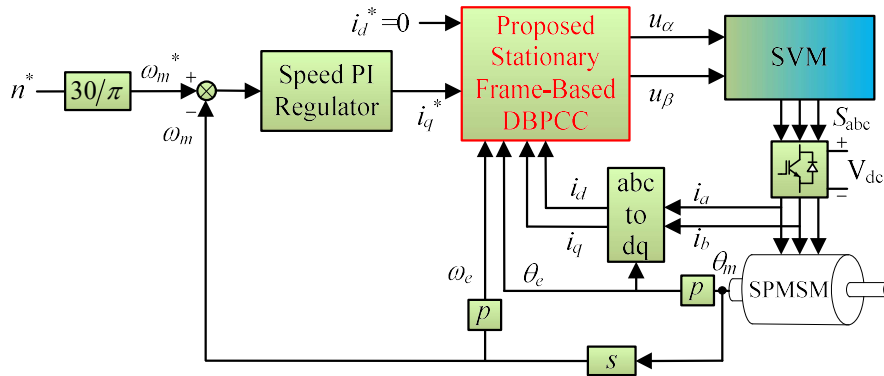 i_d^*=0
Proposed
Stationary
Frame-Based
DBPCC
u_α
u_β
SVM
n^*
30/π
ω_m^*
+
−
ω_m
Speed PI
Regulator
i_q^*
S_abc
+
V_dc
−
i_d
i_q
abc
to
dq
i_a
i_b
ω_e
θ_e
p
θ_m
SPMSM
p
s